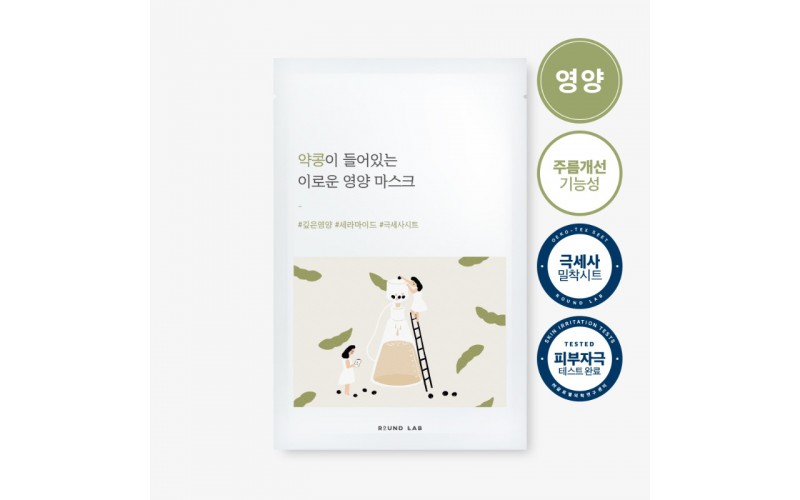 약콩이 들어있는
이로운 영양 마스크
-
#깊은영양 #세라마이드 #극세사시트
ROUND LAB
영양
주름개선
기능성
OEKO-TEX SHEET
극세사
밀착시트
ROUND LAB
SKIN IRRITATION TESTS
TESTED
피부자극
테스트 완료